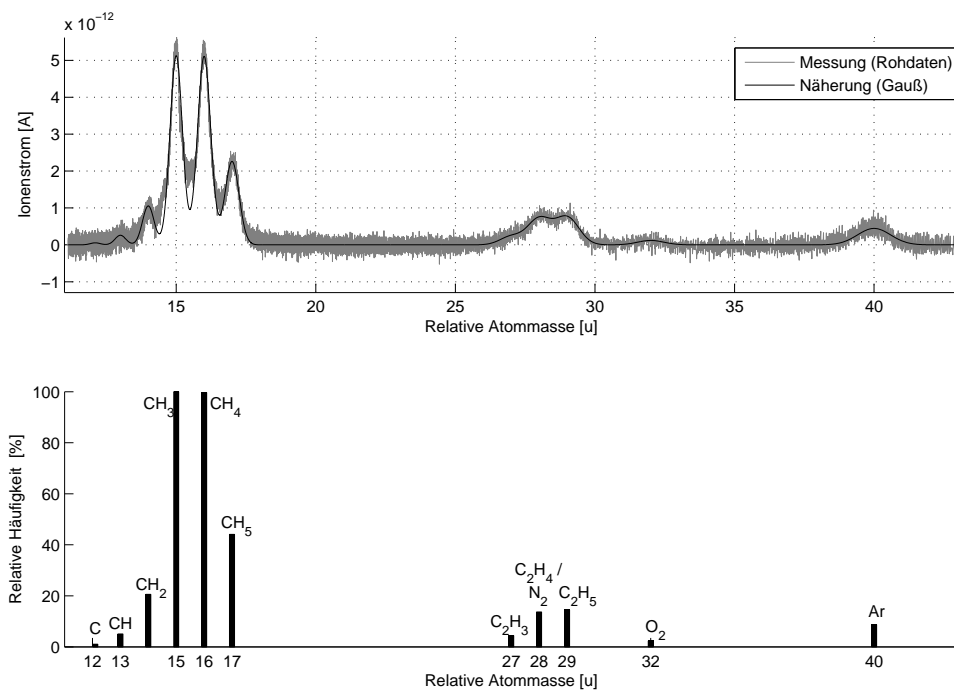 x 10⁻¹²
5
4
3
2
1
0
−1
Ionenstrom [A]
Messung (Rohdaten)
Näherung (Gauß)
15 20 25 30 35 40
Relative Atommasse [u]
100
80
60
40
20
0
Relative Häufigkeit [%]
CH₃ CH₄
CH₅
CH₂
C CH
C₂H₄ /
N₂ C₂H₅
C₂H₃
O₂
Ar
12 13 15 16 17 27 28 29 32 40
Relative Atommasse [u]